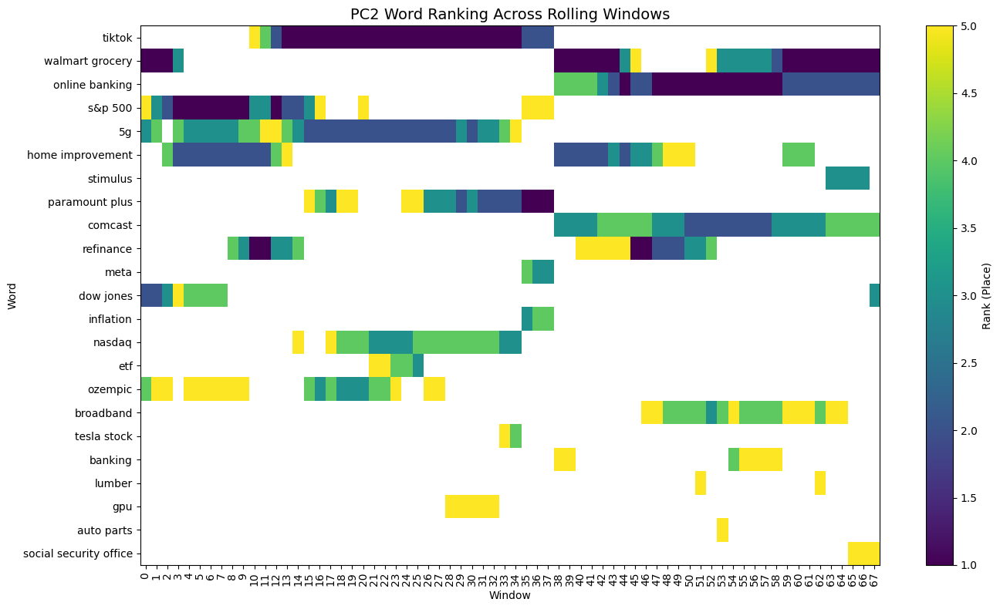 PC2 Word Ranking Across Rolling Windows
tiktok
walmart grocery
online banking
s&p 500
5g
home improvement
stimulus
paramount plus
comcast
refinance
meta
dow jones
inflation
nasdaq
etf
ozempic
broadband
tesla stock
banking
lumber
gpu
auto parts
social security office
Word
0 1 2 3 4 5 6 7 8 9 10 11 12 13 14 15 16 17 18 19 20 21 22 23 24 25 26 27 28 29 30 31 32 33 34 35 36 37 38 39 40 41 42 43 44 45 46 47 48 49 50 51 52 53 54 55 56 57 58 59 60 61 62 63 64 65 66 67
Window
5.0
4.5
4.0
3.5
3.0
2.5
2.0
1.5
1.0
Rank (Place)